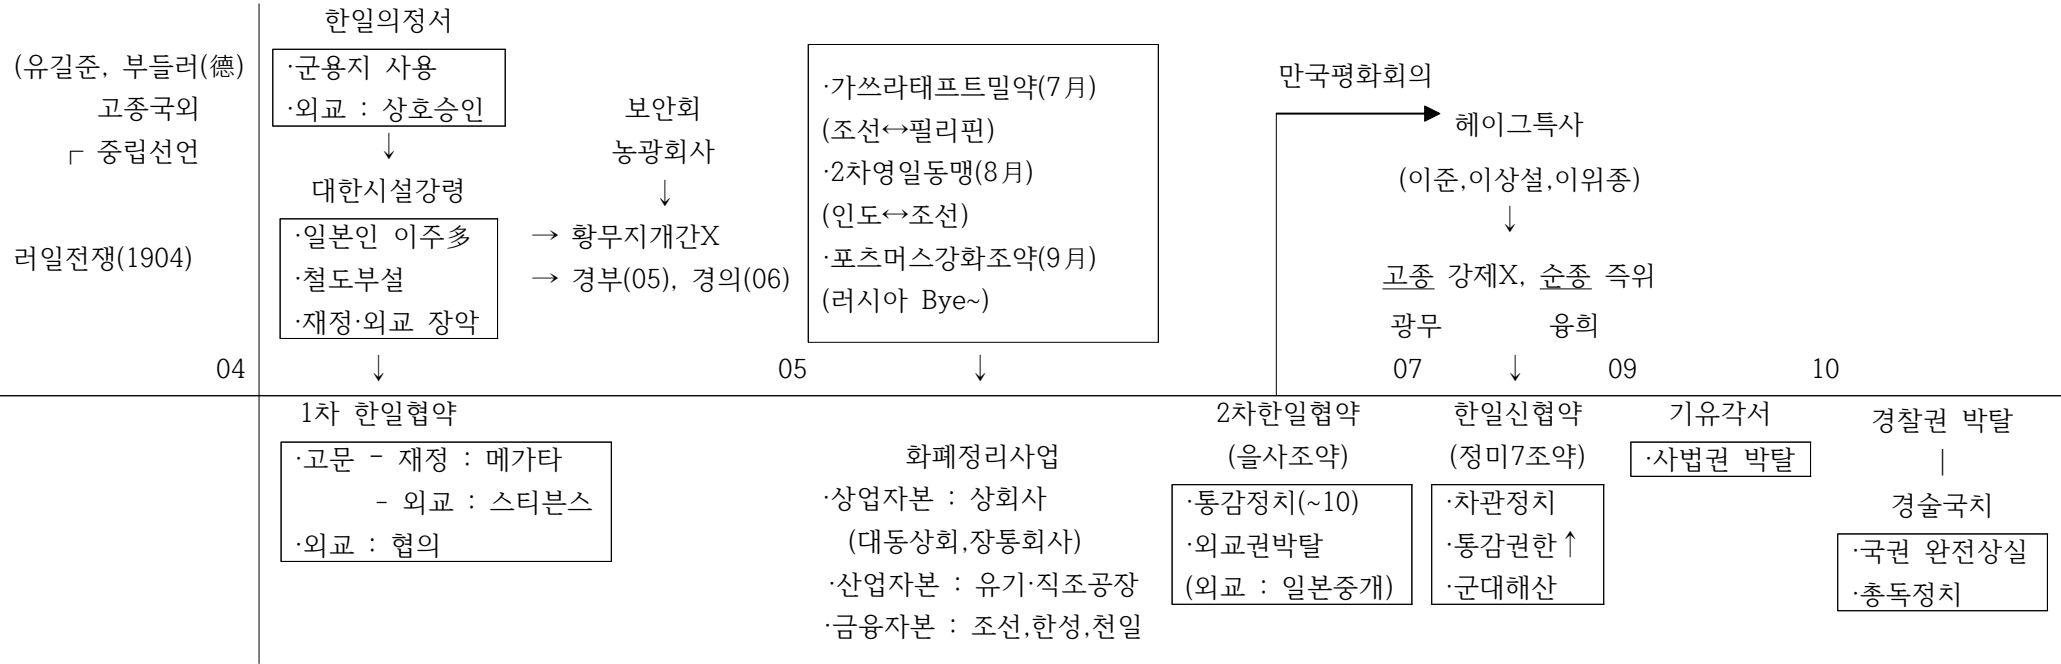 한일의정서
(유길준, 부들러(德)
고종국외
┌ 중립선언
러일전쟁(1904)
·군용지 사용
·외교 : 상호승인
↓
대한시설강령
·일본인 이주多
·철도부설
·재정·외교 장악
보안회
농광회사
↓
→ 황무지개간X
→ 경부(05), 경의(06)
·가쓰라태프트밀약(7月)
(조선↔필리핀)
·2차영일동맹(8月)
(인도↔조선)
·포츠머스강화조약(9月)
(러시아 Bye~)
만국평화회의
헤이그특사
(이준,이상설,이위종)
↓
고종 강제X, 순종 즉위
광무 융희
04 ↓ 05 ↓ 07 ↓ 09 10
1차 한일협약
·고문 - 재정 : 메가타
- 외교 : 스티븐스
·외교 : 협의
화폐정리사업
·상업자본 : 상회사
(대동상회,장통회사)
·산업자본 : 유기·직조공장
·금융자본 : 조선,한성,천일
2차한일협약
(을사조약)
·통감정치(~10)
·외교권박탈
(외교 : 일본중개)
한일신협약
(정미7조약)
·차관정치
·통감권한↑
·군대해산
기유각서
·사법권 박탈
경찰권 박탈
|
경술국치
·국권 완전상실
·총독정치